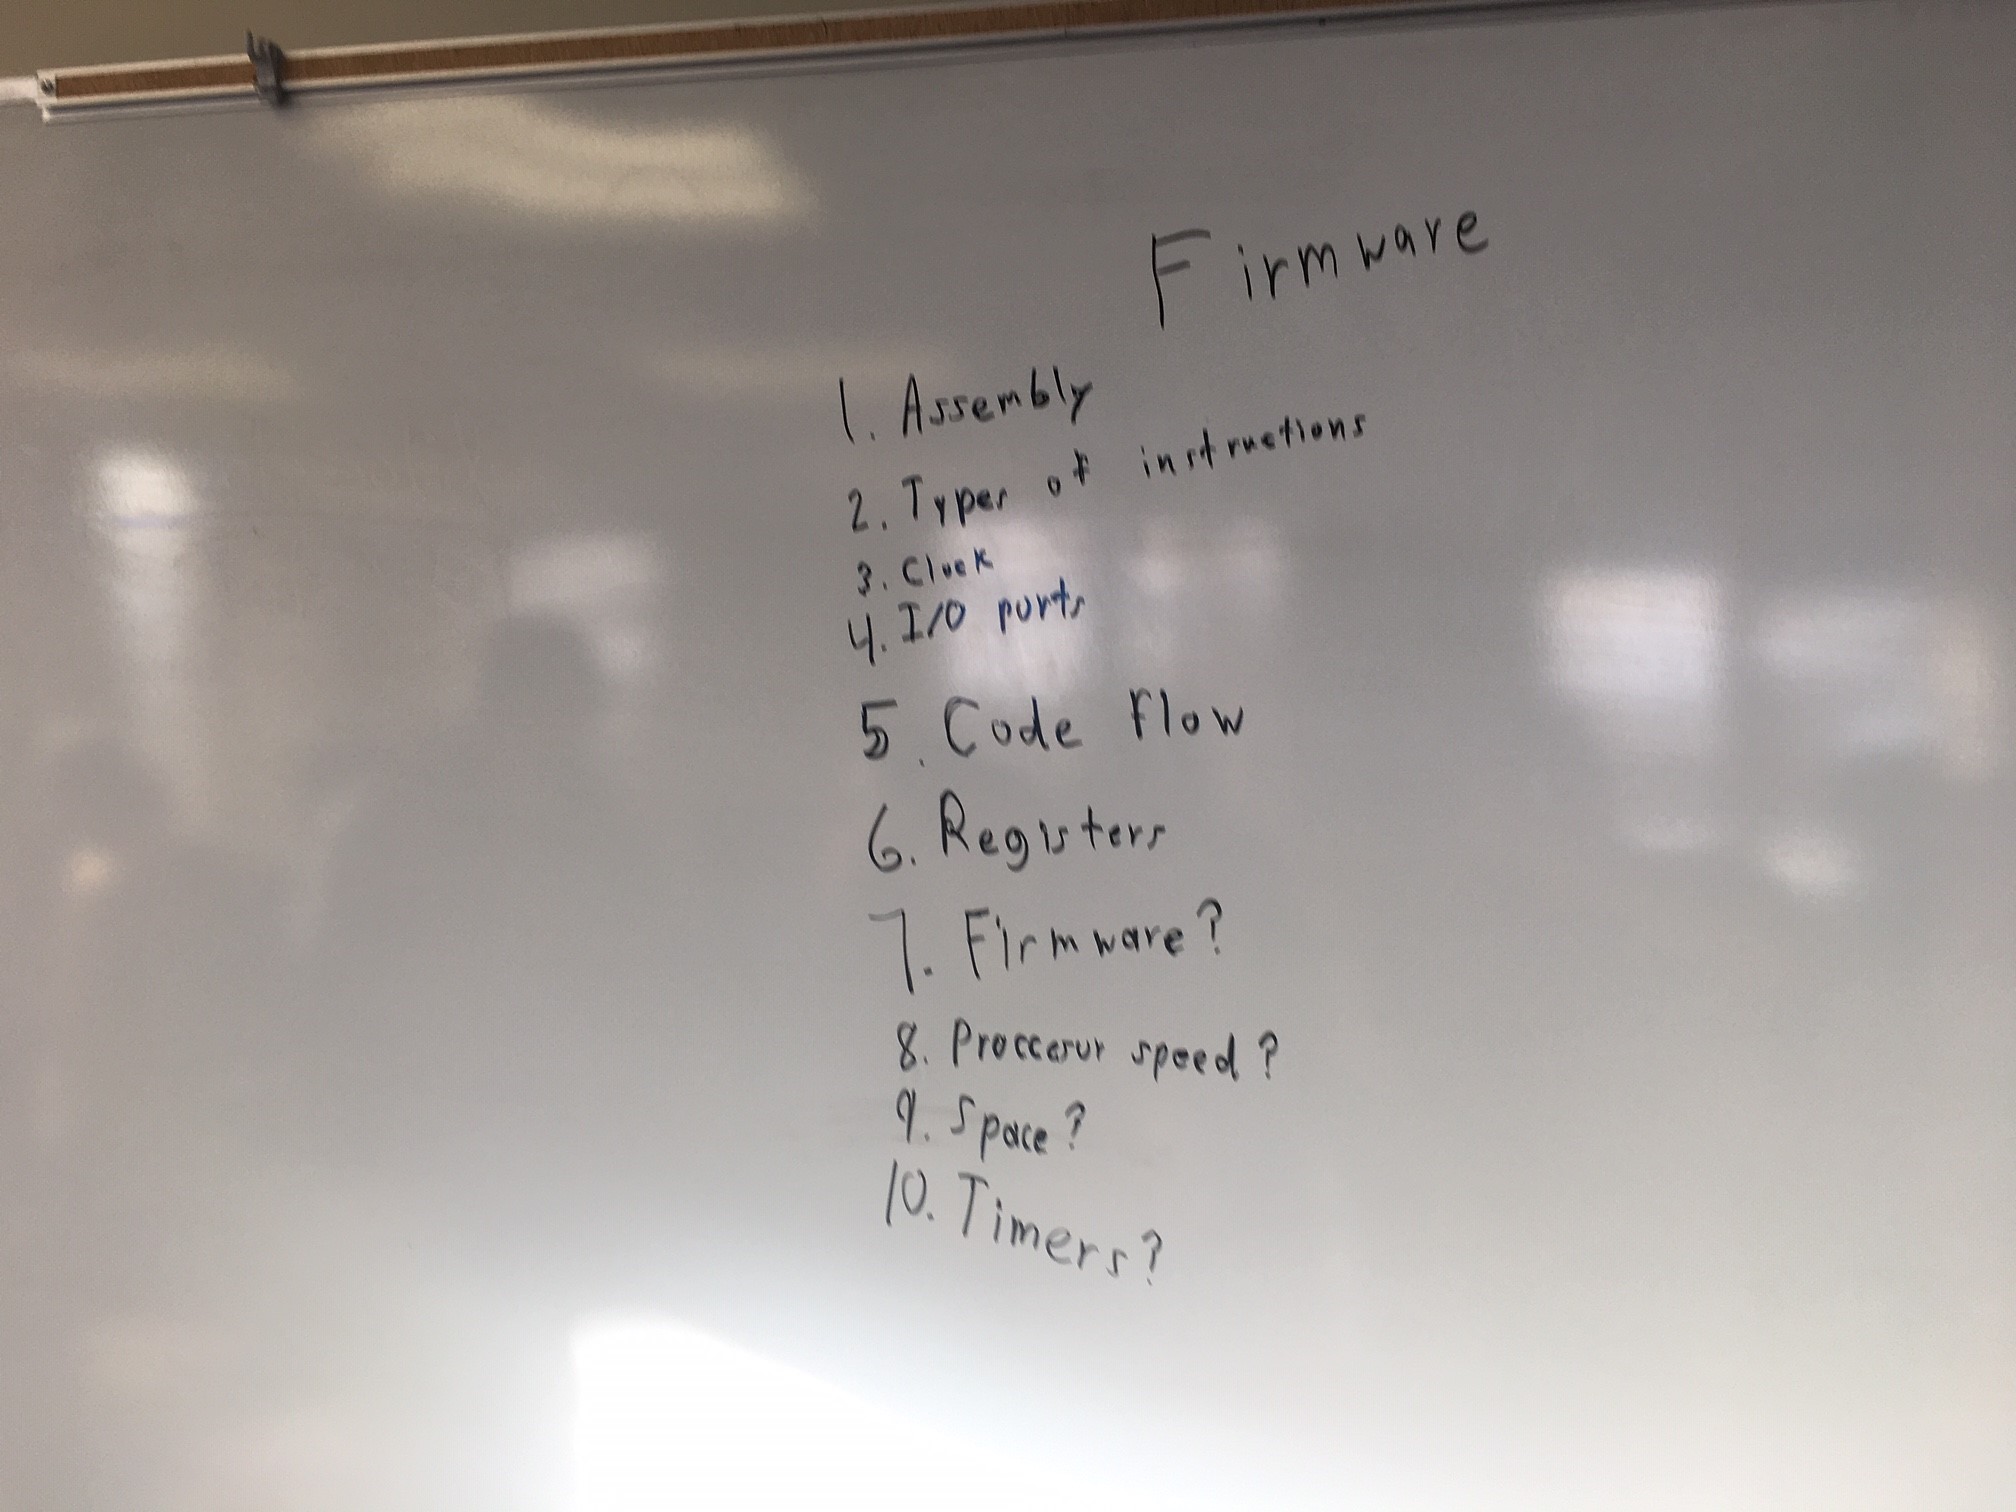 Firmware
1. Assembly
2. Types of instructions
3. Clock
4. I/O ports
5. Code flow
6. Registers
7. Firmware?
8. Proccesor speed?
9. Space?
10. Timers?